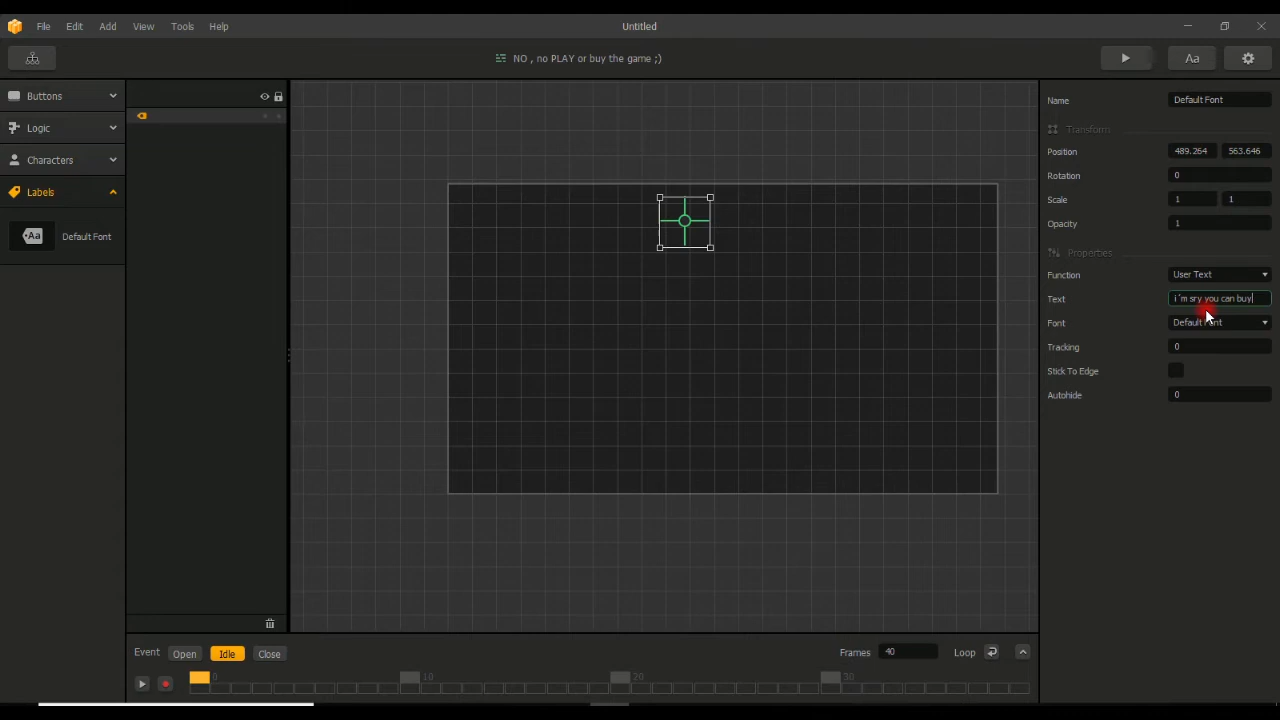 File Edit Add View Tools Help Untitled
NO , no PLAY or buy the game ;)
Aa
Buttons
Logic
Characters
Labels
Aa Default Font
Name Default Font
Transform
Position 489.264 563.646
Rotation 0
Scale 1 1
Opacity 1
Properties
Function User Text
Text i ´m sry you can buy
Font Default Font
Tracking 0
Stick To Edge
Autohide 0
Event Open Idle Close Frames 40 Loop
0 10 20 30